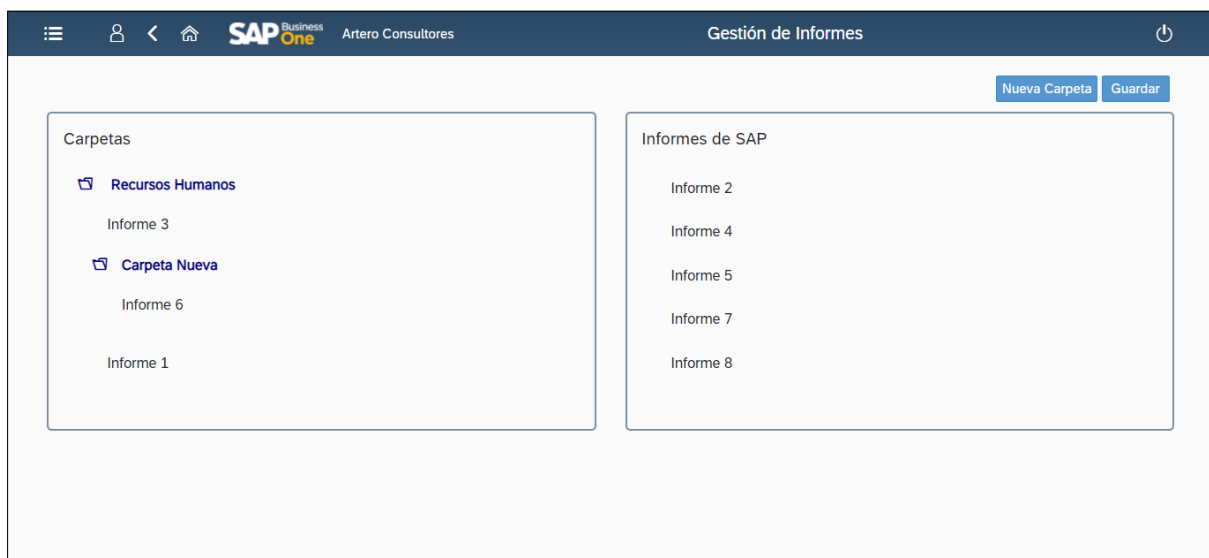 SAP Business One Artero Consultores Gestión de Informes
Nueva Carpeta Guardar
Carpetas
Recursos Humanos
Informe 3
Carpeta Nueva
Informe 6
Informe 1
Informes de SAP
Informe 2
Informe 4
Informe 5
Informe 7
Informe 8